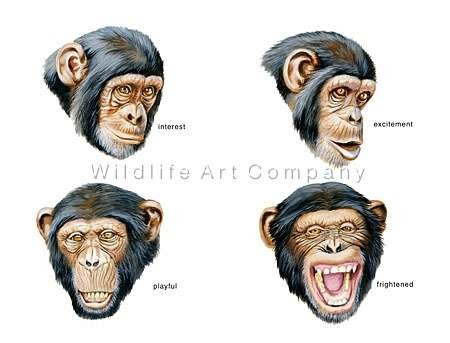 interest
excitement
Wildlife Art Company
playful
frightened